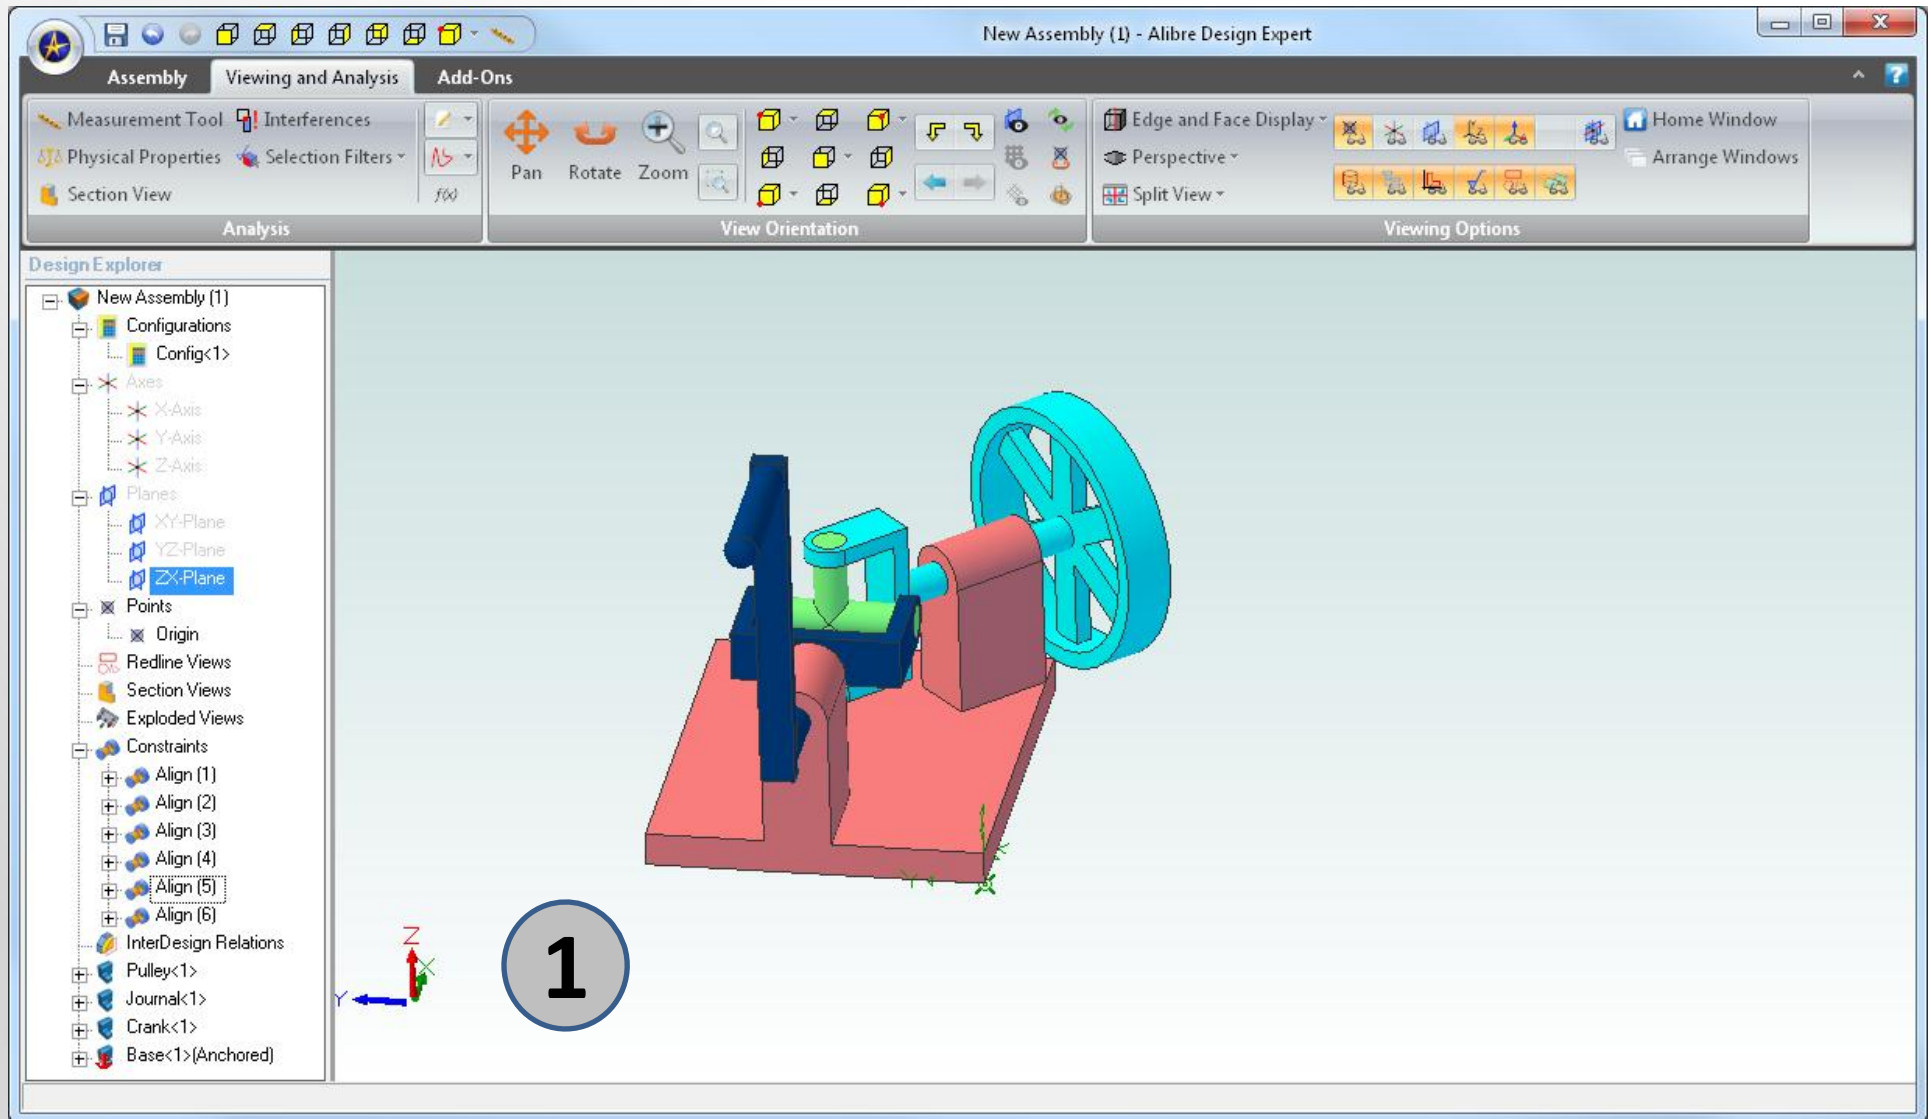 New Assembly (1) - Alibre Design Expert
Assembly Viewing and Analysis Add-Ons
Measurement Tool Interferences
Physical Properties Selection Filters
Section View f(x)
Analysis
Pan Rotate Zoom
View Orientation
Edge and Face Display Home Window
Perspective Arrange Windows
Split View
Viewing Options
Design Explorer
New Assembly (1)
Configurations
Config<1>
Axes
X-Axis
Y-Axis
Z-Axis
Planes
XY-Plane
YZ-Plane
ZX-Plane
Points
Origin
Redline Views
Section Views
Exploded Views
Constraints
Align (1)
Align (2)
Align (3)
Align (4)
Align (5)
Align (6)
InterDesign Relations
Pulley<1>
Journal<1>
Crank<1>
Base<1>(Anchored)
Z
X
Y
1
Y